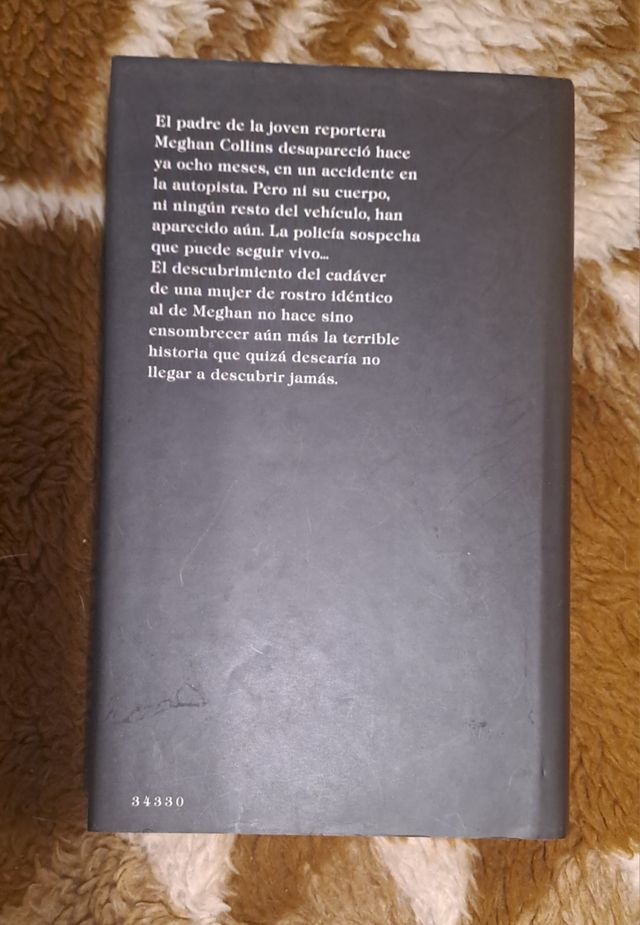 El padre de la joven reportera
Meghan Collins desapareció hace
ya ocho meses, en un accidente en
la autopista. Pero ni su cuerpo,
ni ningún resto del vehículo, han
aparecido aún. La policía sospecha
que puede seguir vivo...
El descubrimiento del cadáver
de una mujer de rostro idéntico
al de Meghan no hace sino
ensombrecer aún más la terrible
historia que quizá desearía no
llegar a descubrir jamás.
34330